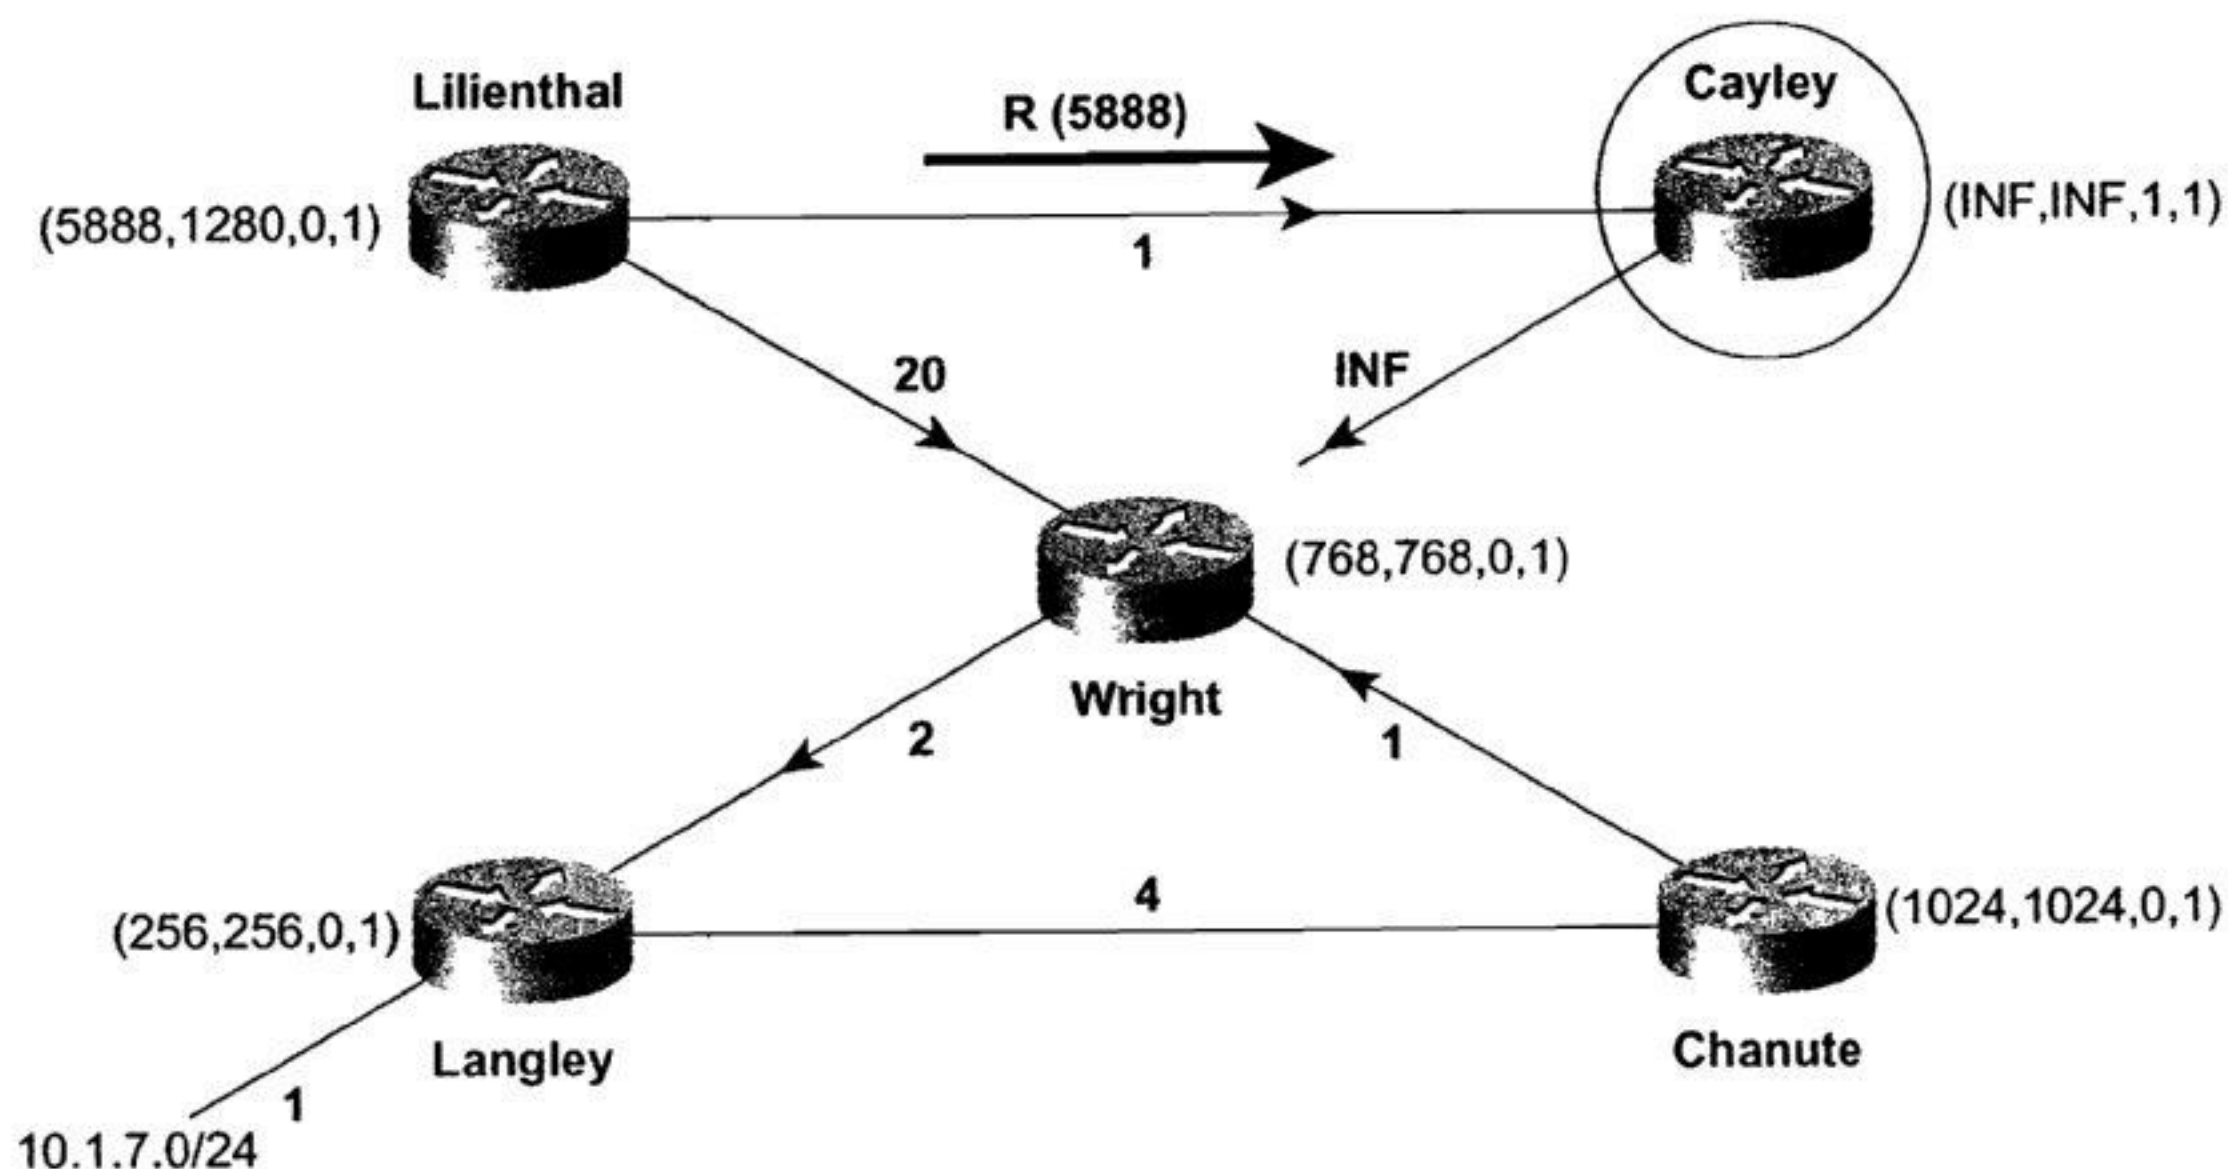 Lilienthal
R (5888)
Cayley
(5888,1280,0,1)
(INF,INF,1,1)
1
20
INF
(768,768,0,1)
Wright
2
1
4
(256,256,0,1)
(1024,1024,0,1)
Langley
Chanute
1
10.1.7.0/24